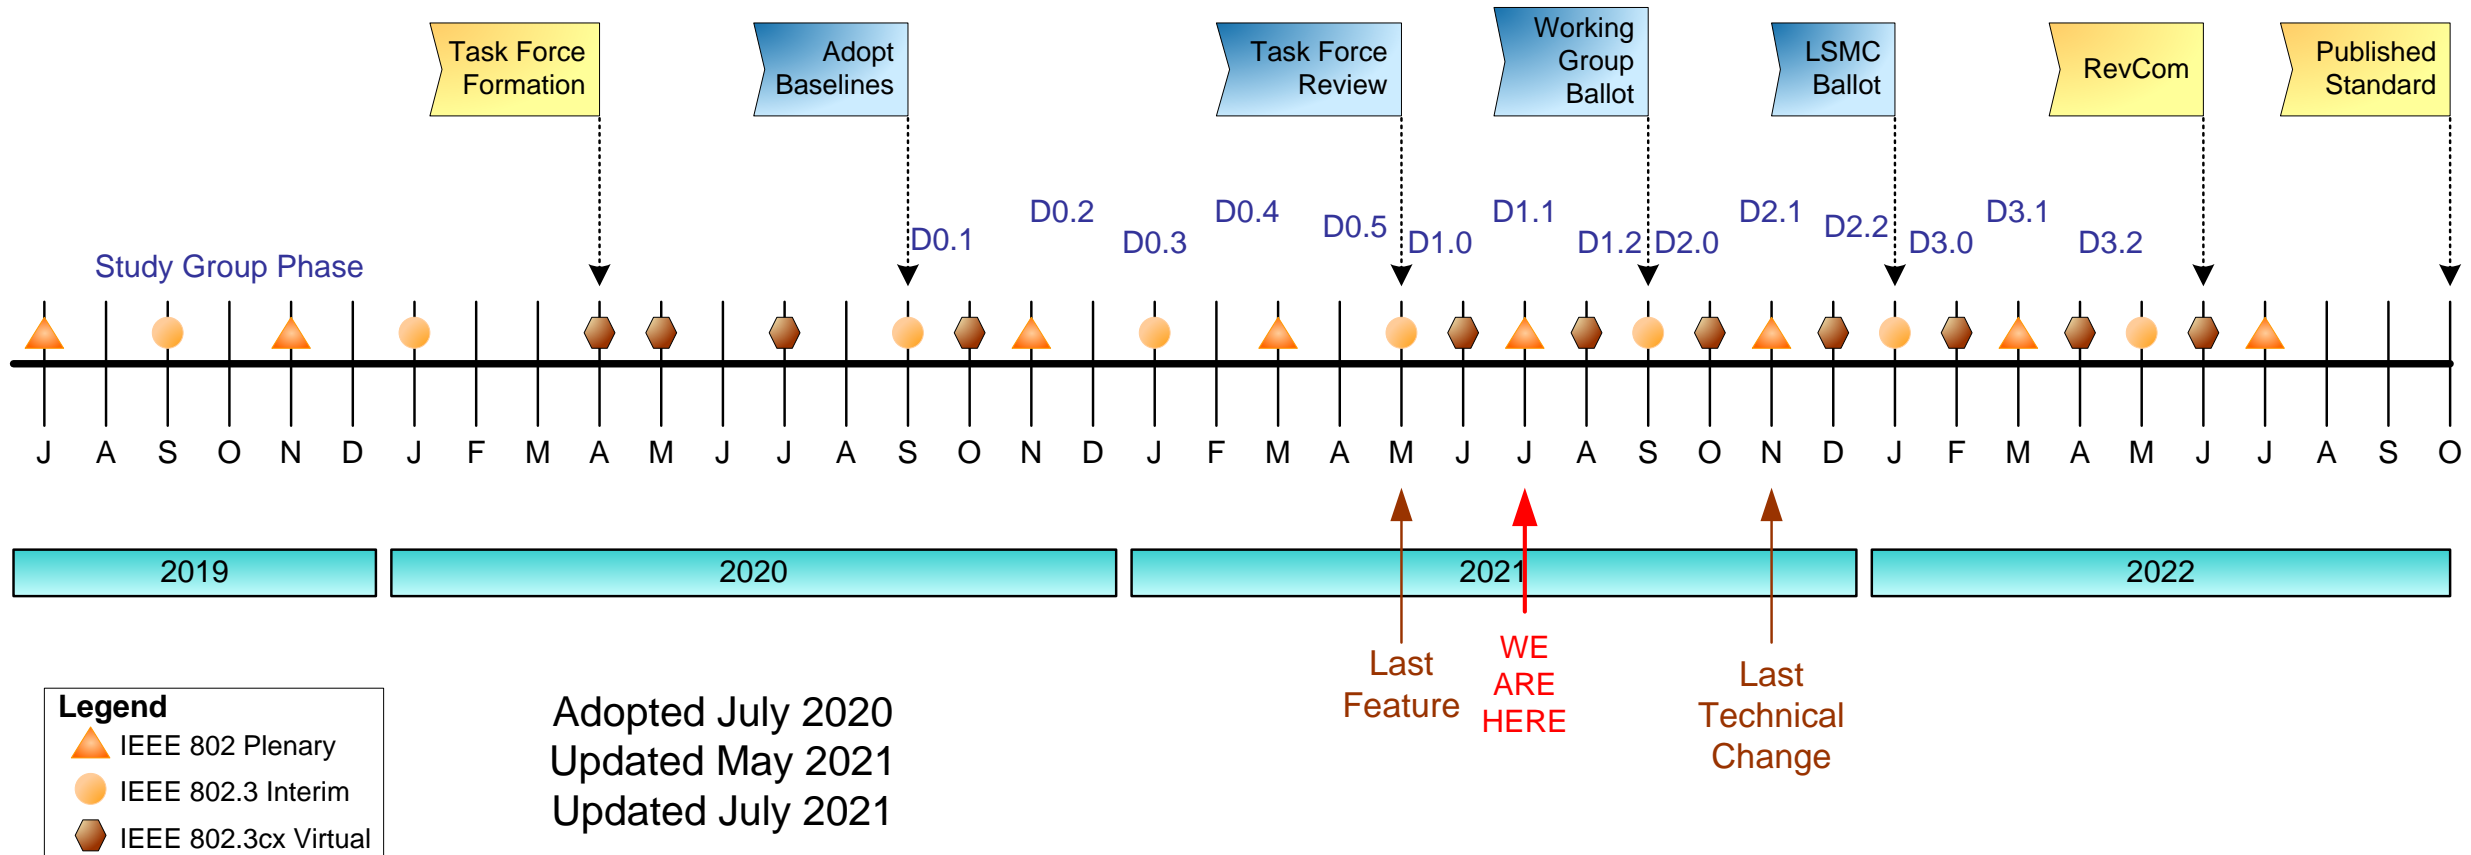 Task Force
Formation
Adopt
Baselines
Task Force
Review
Working
Group
Ballot
LSMC
Ballot
RevCom
Published
Standard
Study Group Phase
D0.1
D0.2
D0.3
D0.4
D0.5
D1.0
D1.1
D1.2
D2.0
D2.1
D2.2
D3.0
D3.1
D3.2
J A S O N D J F M A M J J A S O N D J F M A M J J A S O N D J F M A M J J A S O
2019 2020 2021 2022
Last
Feature
WE
ARE
HERE
Last
Technical
Change
Legend
IEEE 802 Plenary
IEEE 802.3 Interim
IEEE 802.3cx Virtual
Adopted July 2020
Updated May 2021
Updated July 2021